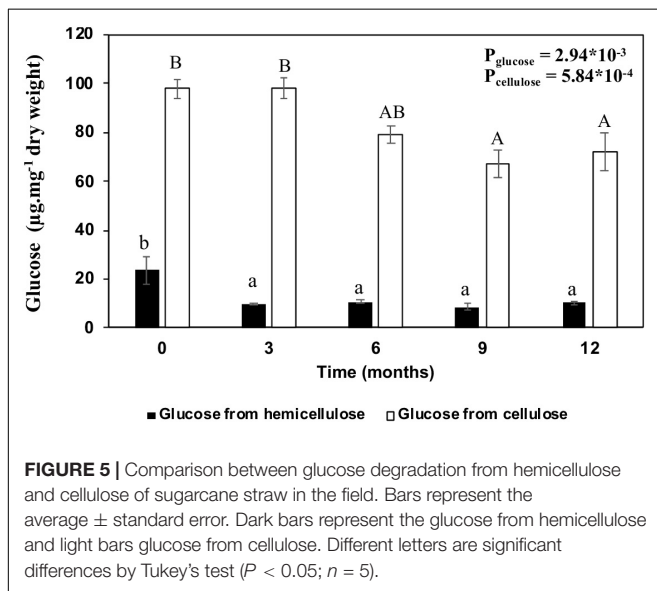 120
100
80
60
40
20
0
Glucose (µg.mg⁻¹ dry weight)
P_glucose = 2.94*10⁻³
P_cellulose = 5.84*10⁻⁴
B
B
AB
A
A
b
a
a
a
a
0 3 6 9 12
Time (months)
Glucose from hemicellulose Glucose from cellulose
FIGURE 5 | Comparison between glucose degradation from hemicellulose
and cellulose of sugarcane straw in the field. Bars represent the
average ± standard error. Dark bars represent the glucose from hemicellulose
and light bars glucose from cellulose. Different letters are significant
differences by Tukey's test (P < 0.05; n = 5).